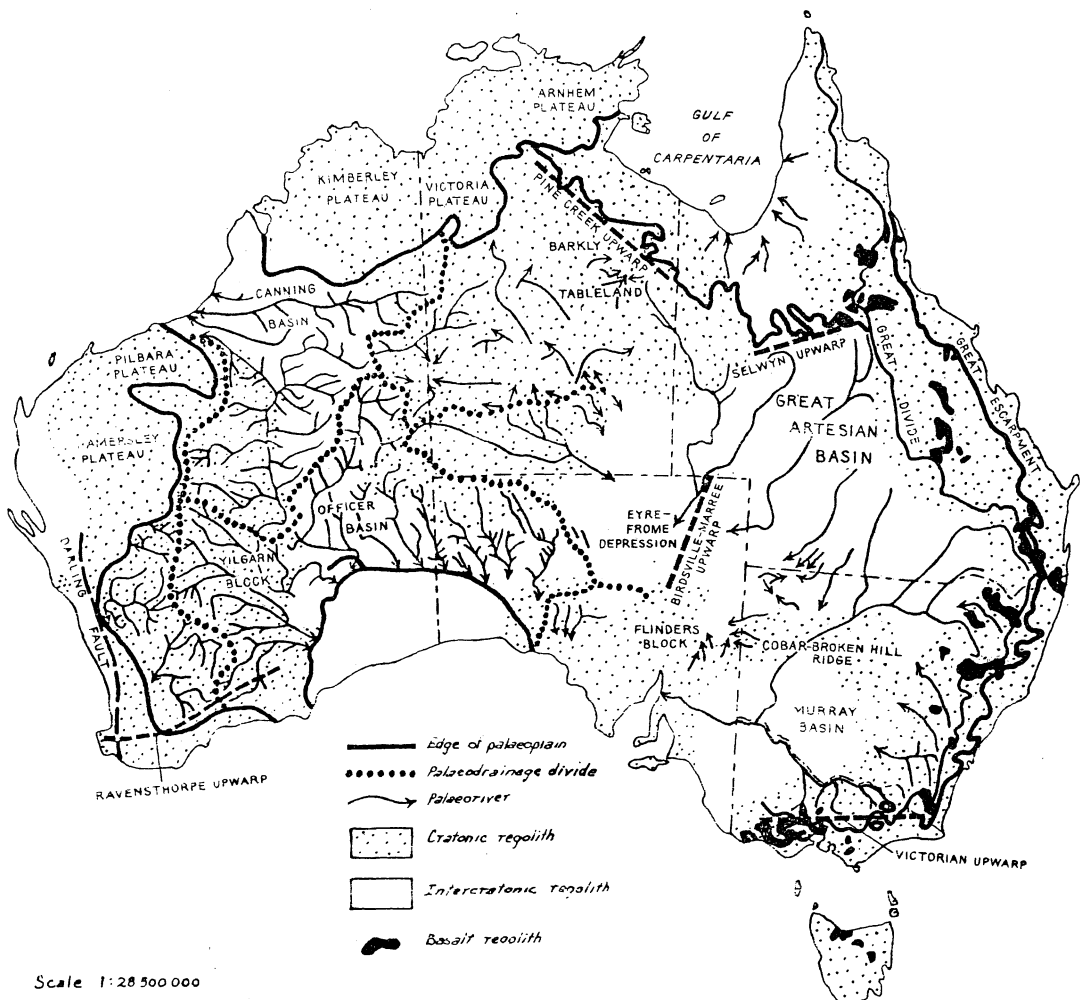 ARNHEM
PLATEAU
GULF
OF
CARPENTARIA
KIMBERLEY
PLATEAU
VICTORIA
PLATEAU
PINE CREEK UPWARP
BARKLY
TABLELAND
CANNING
BASIN
PILBARA
PLATEAU
SELWYN UPWARP
GREAT
DIVIDE
GREAT
ESCARPMENT
GREAT
ARTESIAN
BASIN
HAMERSLEY
PLATEAU
OFFICER
BASIN
EYRE-
FROME
DEPRESSION
BIRDSVILLE-MARREE
UPWARP
DARLING
FAULT
YILGARN
BLOCK
FLINDERS
BLOCK
COBAR-BROKEN HILL
RIDGE
MURRAY
BASIN
RAVENSTHORPE UPWARP
VICTORIAN UPWARP
Edge of palaeoplain
Palaeodrainage divide
Palaeoriver
Cratonic regolith
Intercratonic regolith
Basalt regolith
Scale 1:28 500 000